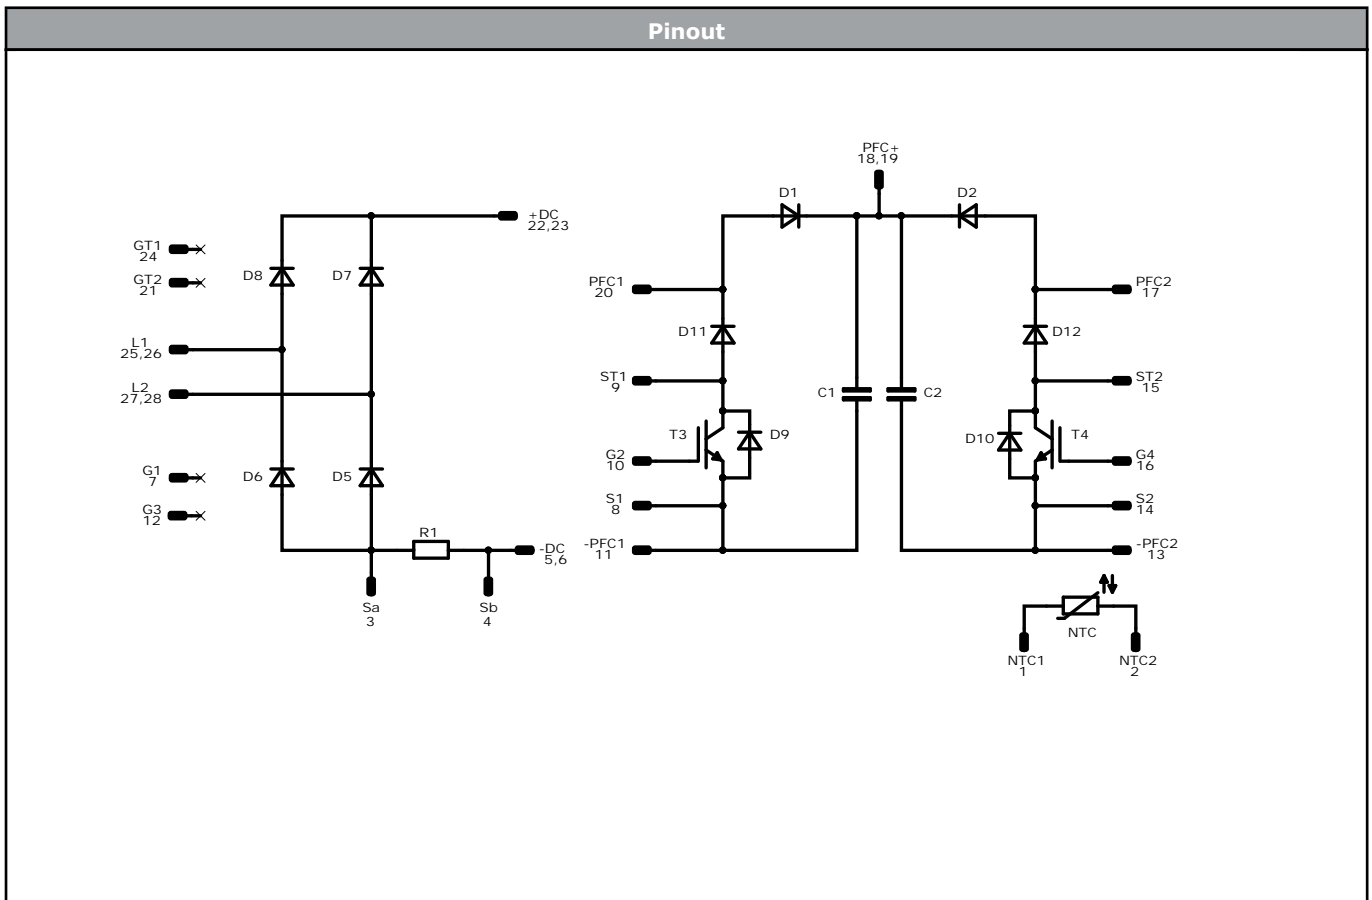 Pinout
PFC+
18,19
D1
D2
+DC
22,23
GT1
24
GT2
21
D8
D7
PFC1
20
PFC2
17
D11
D12
L1
25,26
L2
27,28
ST1
9
ST2
15
C1
C2
T3
D9
D10
T4
G2
10
G4
16
G1
7
D6
D5
S1
8
S2
14
G3
12
R1
-DC
5,6
-PFC1
11
-PFC2
13
Sa
3
Sb
4
NTC
NTC1
1
NTC2
2